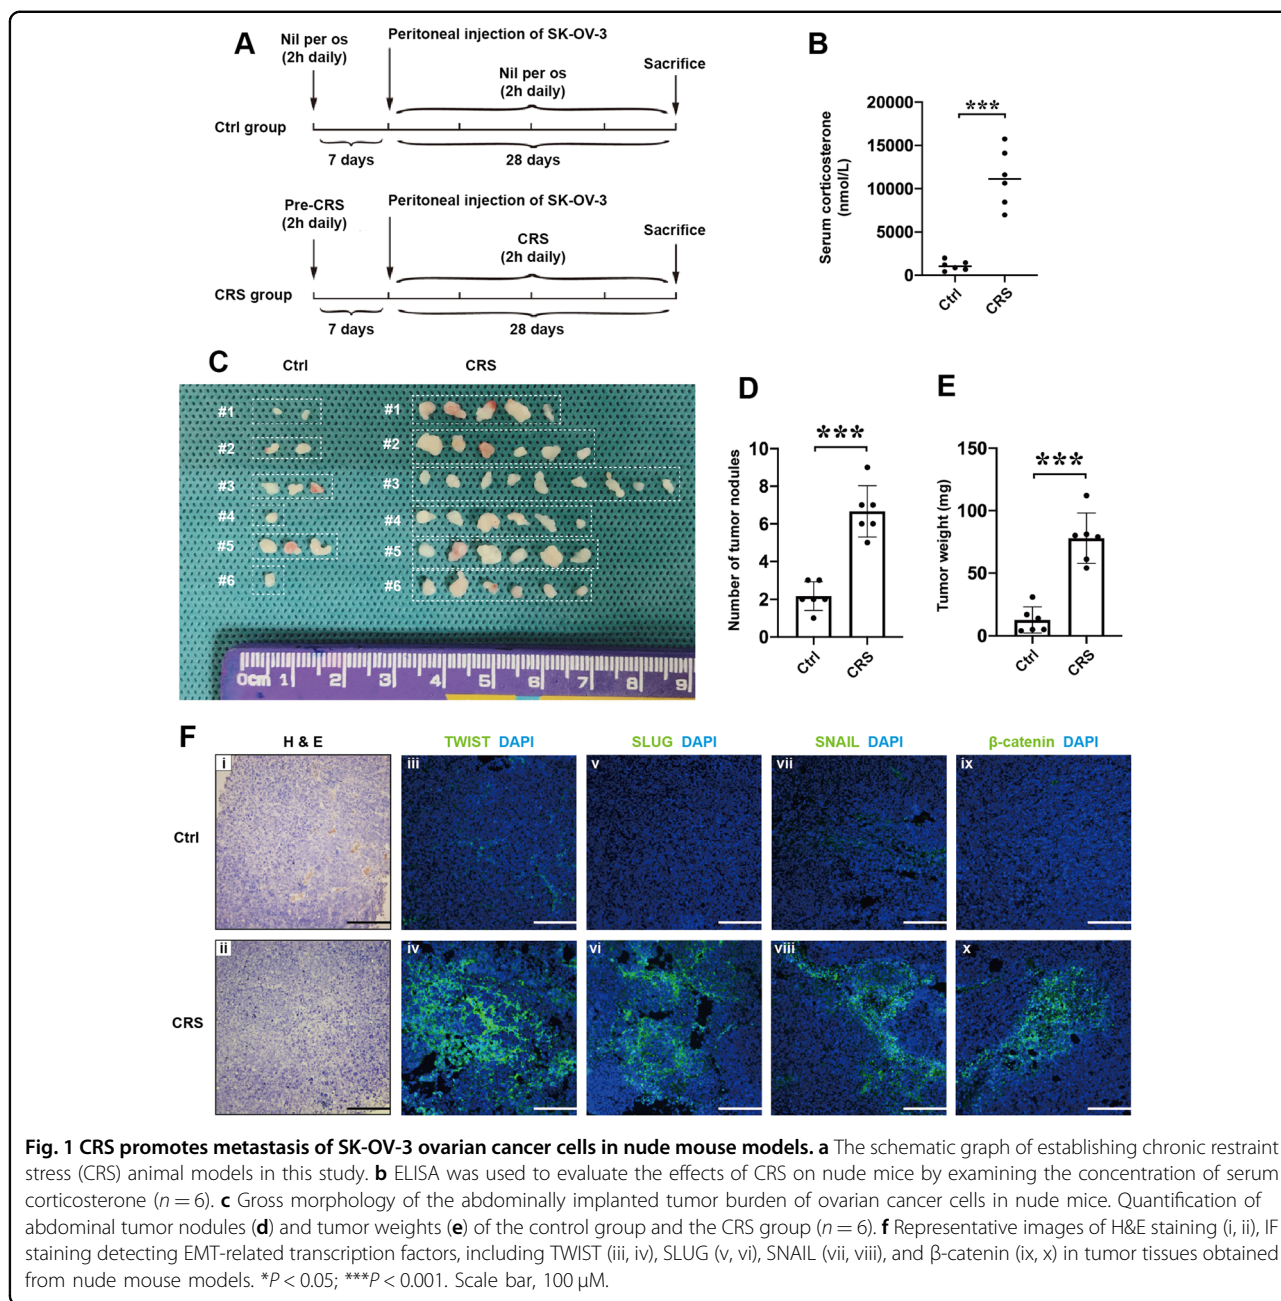 A
Nil per os
(2h daily)
Peritoneal injection of SK-OV-3
Nil per os
(2h daily)
Sacrifice
Ctrl group
7 days
28 days
Pre-CRS
(2h daily)
Peritoneal injection of SK-OV-3
CRS
(2h daily)
Sacrifice
CRS group
7 days
28 days
B
Serum corticosterone
(nmol/L)
20000
15000
10000
5000
0
***
Ctrl
CRS
C
Ctrl
CRS
#1
#2
#3
#4
#5
#6
#1
#2
#3
#4
#5
#6
0cm 1 2 3 4 5 6 7 8 9
D
Number of tumor nodules
10
8
6
4
2
0
***
Ctrl
CRS
E
Tumor weight (mg)
150
100
50
0
***
Ctrl
CRS
F
H & E
TWIST DAPI
SLUG DAPI
SNAIL DAPI
β-catenin DAPI
Ctrl
i
iii
v
vii
ix
CRS
ii
iv
vi
viii
x
Fig. 1 CRS promotes metastasis of SK-OV-3 ovarian cancer cells in nude mouse models. a The schematic graph of establishing chronic restraint
stress (CRS) animal models in this study. b ELISA was used to evaluate the effects of CRS on nude mice by examining the concentration of serum
corticosterone (n = 6). c Gross morphology of the abdominally implanted tumor burden of ovarian cancer cells in nude mice. Quantification of
abdominal tumor nodules (d) and tumor weights (e) of the control group and the CRS group (n = 6). f Representative images of H&E staining (i, ii), IF
staining detecting EMT-related transcription factors, including TWIST (iii, iv), SLUG (v, vi), SNAIL (vii, viii), and β-catenin (ix, x) in tumor tissues obtained
from nude mouse models. *P < 0.05; ***P < 0.001. Scale bar, 100 μM.